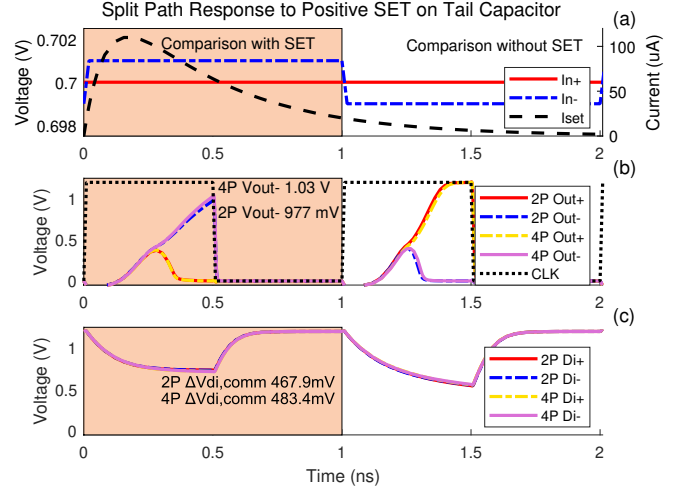 Split Path Response to Positive SET on Tail Capacitor
(a)
0.702
0.7
0.698
Voltage (V)
Comparison with SET
Comparison without SET
100
50
0
Current (uA)
In+
In-
Iset
0 0.5 1 1.5 2
(b)
1
0.5
0
Voltage (V)
4P Vout- 1.03 V
2P Vout- 977 mV
2P Out+
2P Out-
4P Out+
4P Out-
CLK
0 0.5 1 1.5 2
(c)
1
0.5
0
Voltage (V)
2P ΔVdi,comm 467.9mV
4P ΔVdi,comm 483.4mV
2P Di+
2P Di-
4P Di+
4P Di-
0 0.5 1 1.5 2
Time (ns)